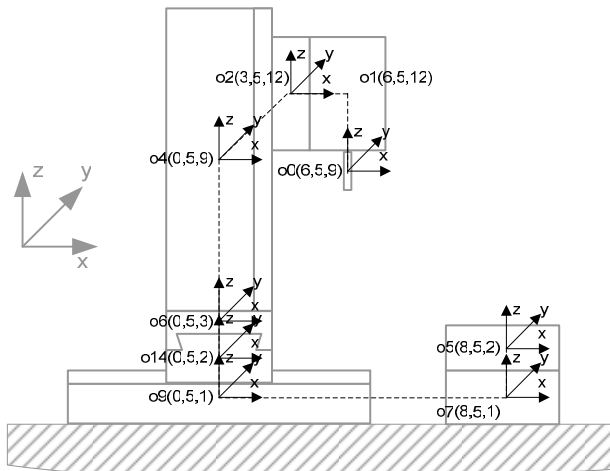 z
y
z
y
o2(3,5,12)
x
o1(6,5,12)
z
y
z
y
x
x
o4(0,5,9)
o0(6,5,9)
z
y
x
z
y
x
o6(0,5,3)
z
y
x
o14(0,5,2)
z
y
x
o9(0,5,1)
z
y
x
o5(8,5,2)
z
y
x
o7(8,5,1)